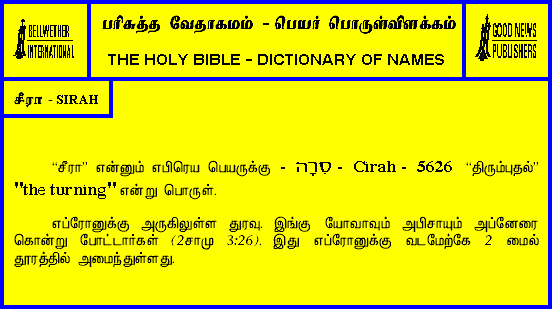 BELLWETHER
INTERNATIONAL
பரிசுத்த வேதாகமம் - பெயர் பொருள்விளக்கம்
THE HOLY BIBLE - DICTIONARY OF NAMES
GOOD NEWS
PUBLISHERS
சீரா - SIRAH
“சீரா” என்னும் எபிரெய பெயருக்கு - סִרָה - Cirah - 5626 “திரும்புதல்”
"the turning" என்று பொருள்.
எப்ரோனுக்கு அருகிலுள்ள துரவு. இங்கு யோவாவும் அபிசாயும் அப்னேரை
கொன்று போட்டார்கள் (2சாமு 3:26). இது எப்ரோனுக்கு வடமேற்கே 2 மைல்
தூரத்தில் அமைந்துள்ளது.